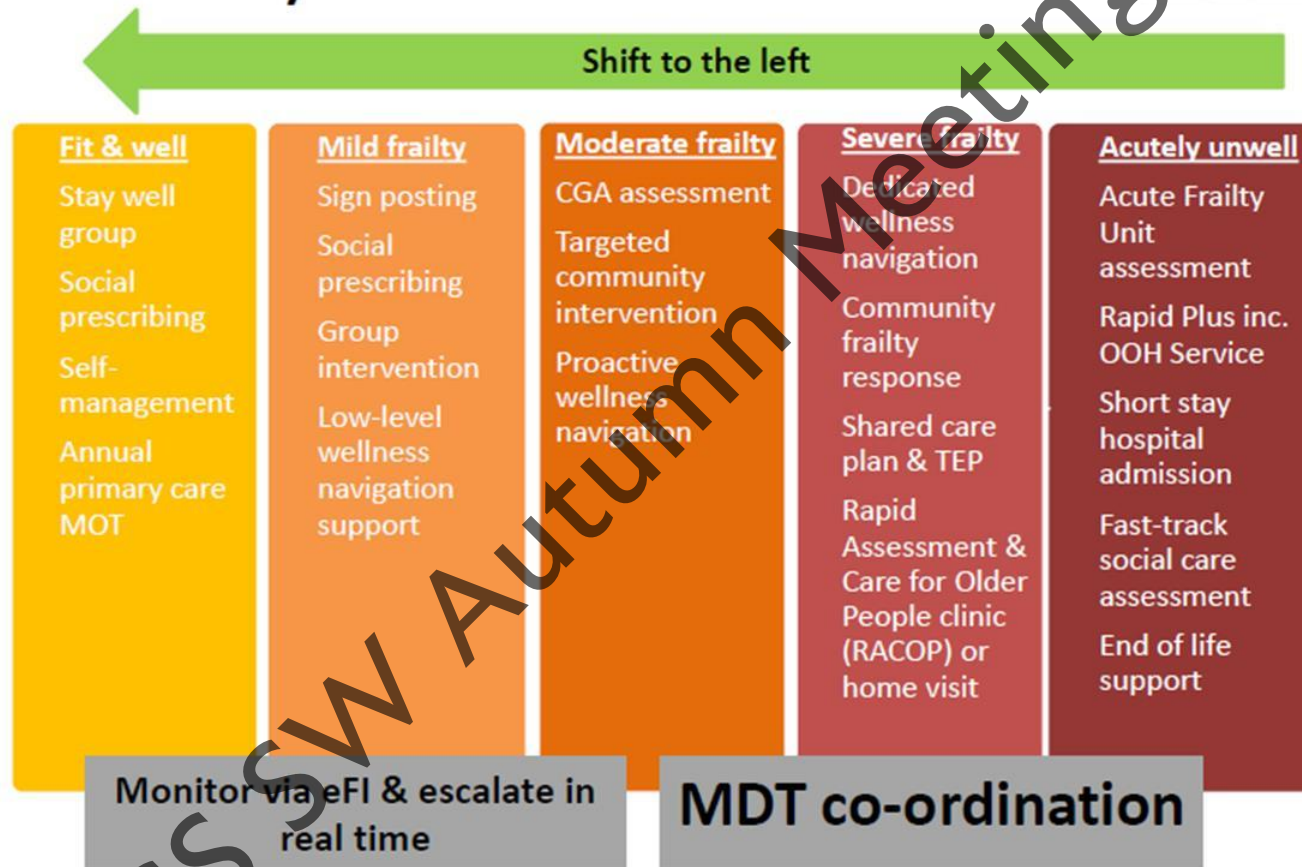 Shift to the left
Fit & well
Stay well
group
Social
prescribing
Self-
management
Annual
primary care
MOT
Mild frailty
Sign posting
Social
prescribing
Group
intervention
Low-level
wellness
navigation
support
Moderate frailty
CGA assessment
Targeted
community
intervention
Proactive
wellness
navigation
Severe frailty
Dedicated
wellness
navigation
Community
frailty
response
Shared care
plan & TEP
Rapid
Assessment &
Care for Older
People clinic
(RACOP) or
home visit
Acutely unwell
Acute Frailty
Unit
assessment
Rapid Plus inc.
OOH Service
Short stay
hospital
admission
Fast-track
social care
assessment
End of life
support
Monitor via eFI & escalate in
real time
MDT co-ordination
SW Autumn Meeting